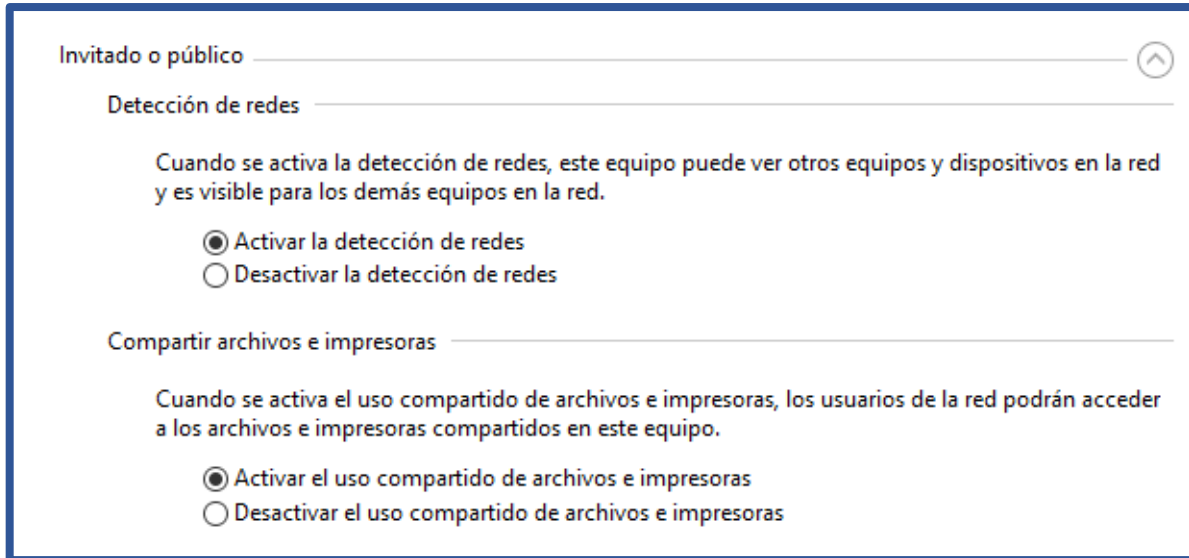 Invitado o público
Detección de redes
Cuando se activa la detección de redes, este equipo puede ver otros equipos y dispositivos en la red
y es visible para los demás equipos en la red.
Activar la detección de redes
Desactivar la detección de redes
Compartir archivos e impresoras
Cuando se activa el uso compartido de archivos e impresoras, los usuarios de la red podrán acceder
a los archivos e impresoras compartidos en este equipo.
Activar el uso compartido de archivos e impresoras
Desactivar el uso compartido de archivos e impresoras